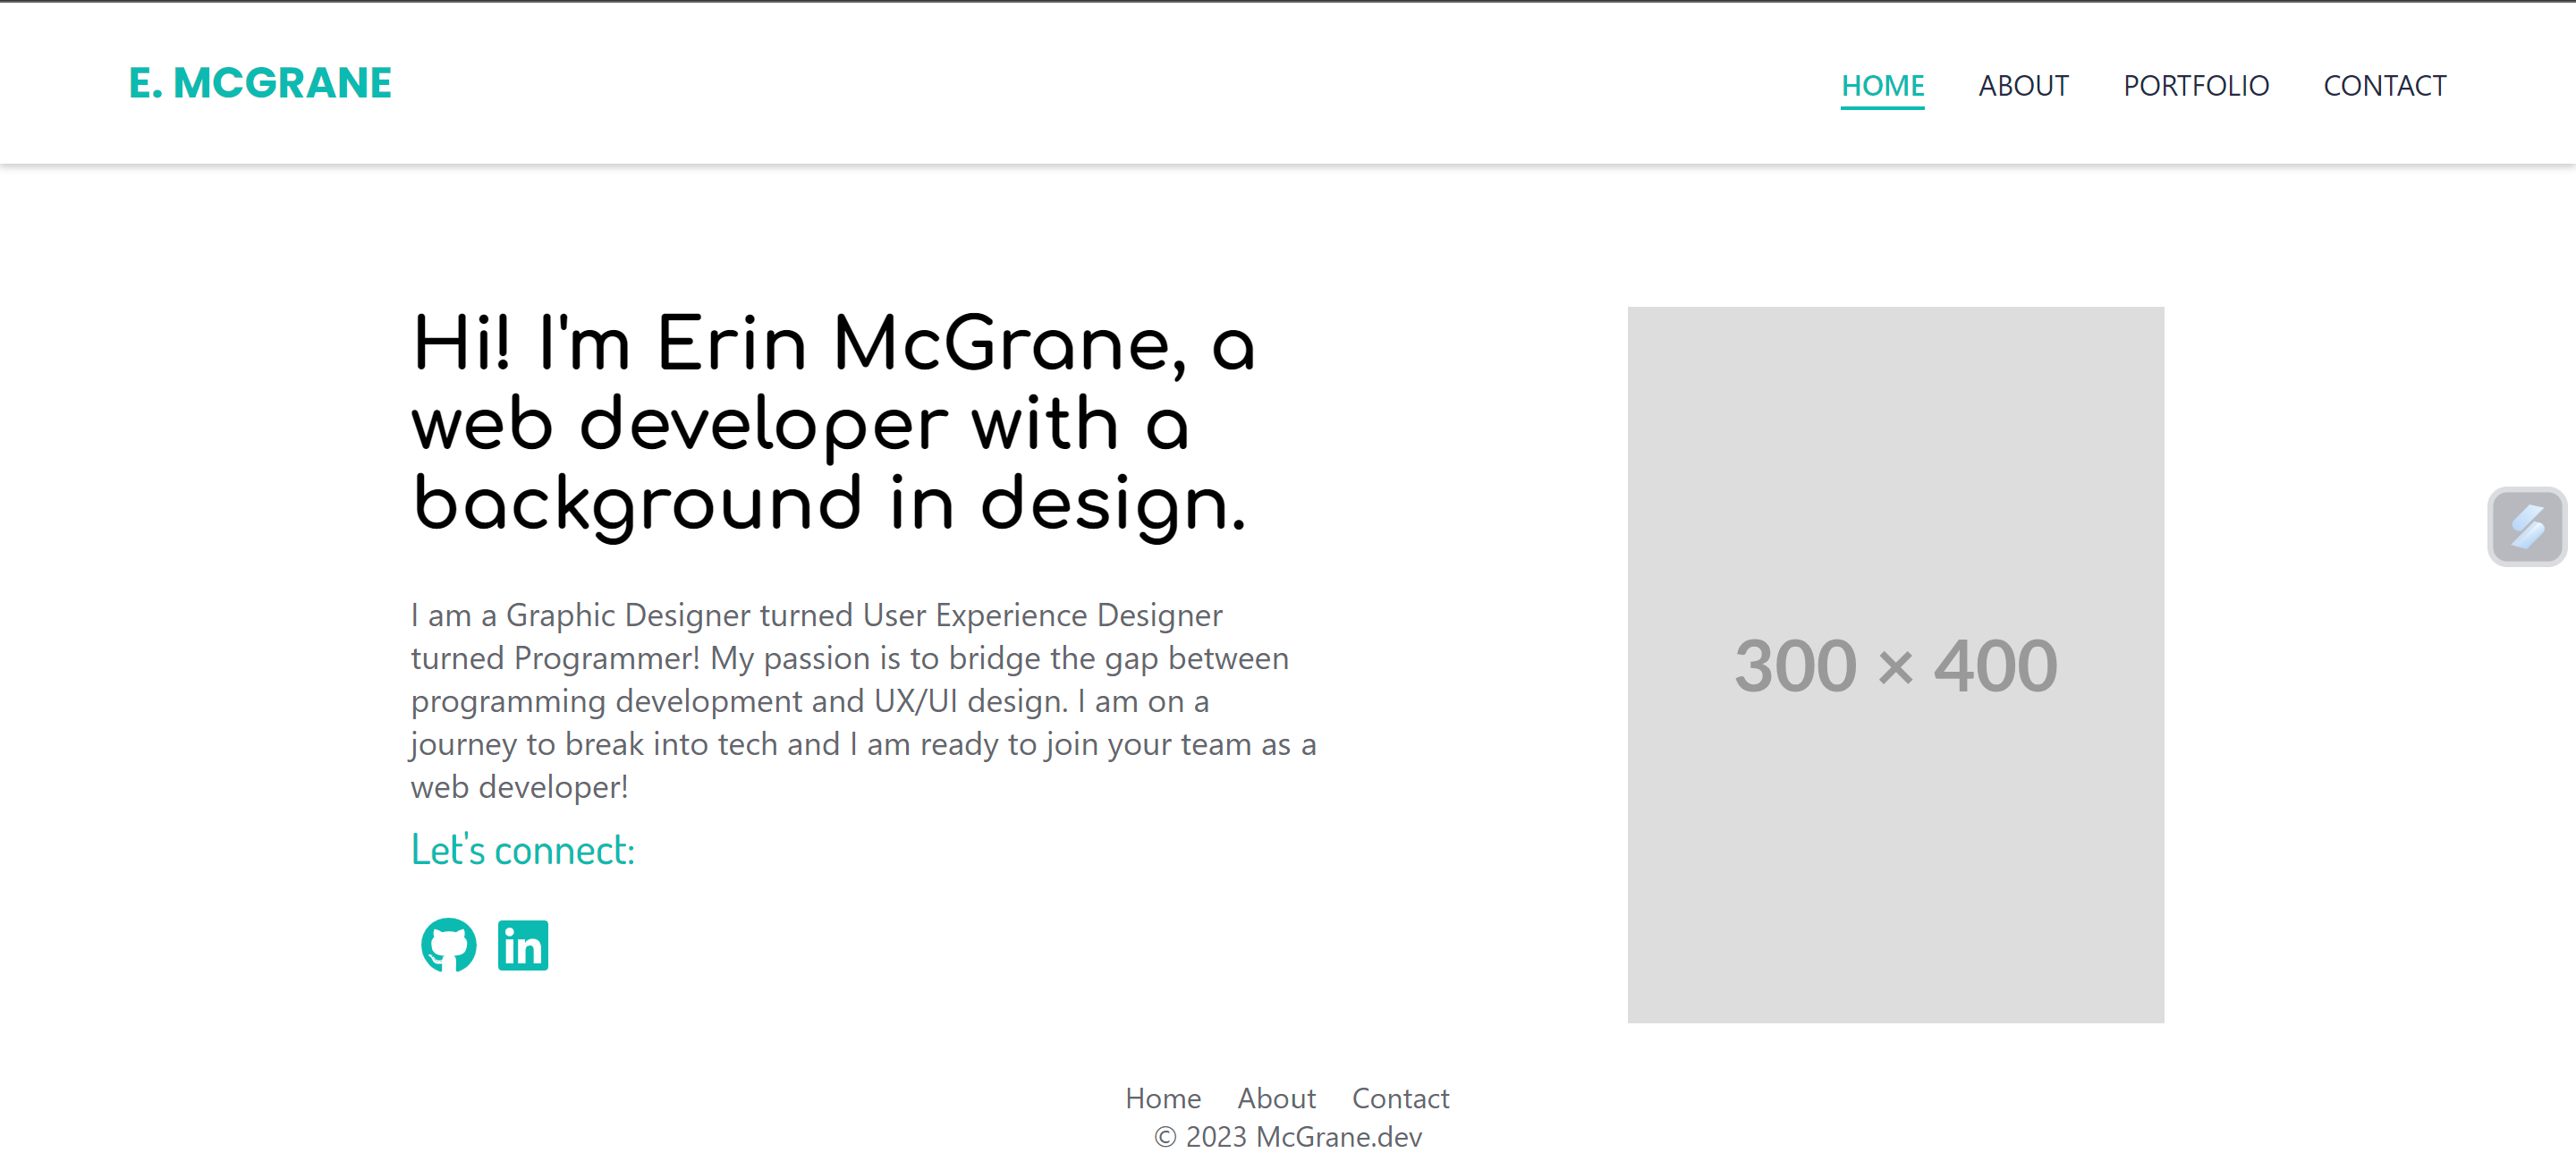 E. MCGRANE
HOME ABOUT PORTFOLIO CONTACT
Hi! I'm Erin McGrane, a
web developer with a
background in design.
I am a Graphic Designer turned User Experience Designer
turned Programmer! My passion is to bridge the gap between
programming development and UX/UI design. I am on a
journey to break into tech and I am ready to join your team as a
web developer!
Let's connect:
in
300 × 400
Home About Contact
© 2023 McGrane.dev